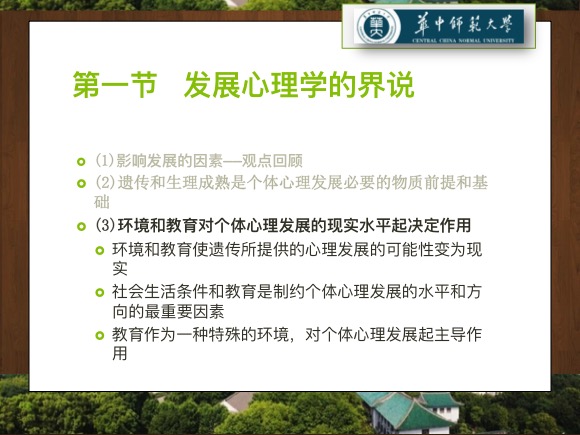 華中師範大學
CENTRAL CHINA NORMAL UNIVERSITY
第一节 发展心理学的界说
(1)影响发展的因素—观点回顾
(2)遗传和生理成熟是个体心理发展必要的物质前提和基
础
(3)环境和教育对个体心理发展的现实水平起决定作用
环境和教育使遗传所提供的心理发展的可能性变为现
实
社会生活条件和教育是制约个体心理发展的水平和方
向的最重要因素
教育作为一种特殊的环境，对个体心理发展起主导作
用